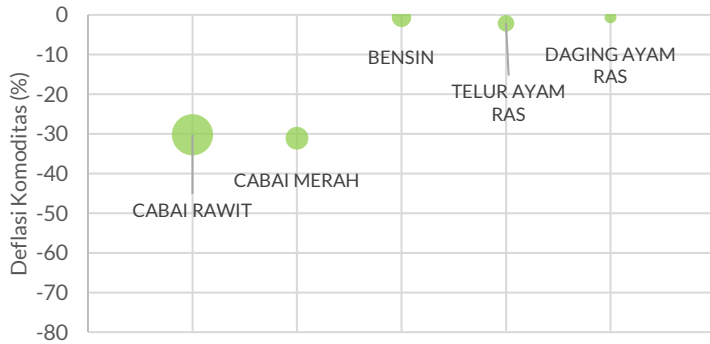 0
-10
-20
-30
-40
-50
-60
-70
-80
Deflasi Komoditas (%)
BENSIN
DAGING AYAM
RAS
TELUR AYAM
RAS
CABAI MERAH
CABAI RAWIT